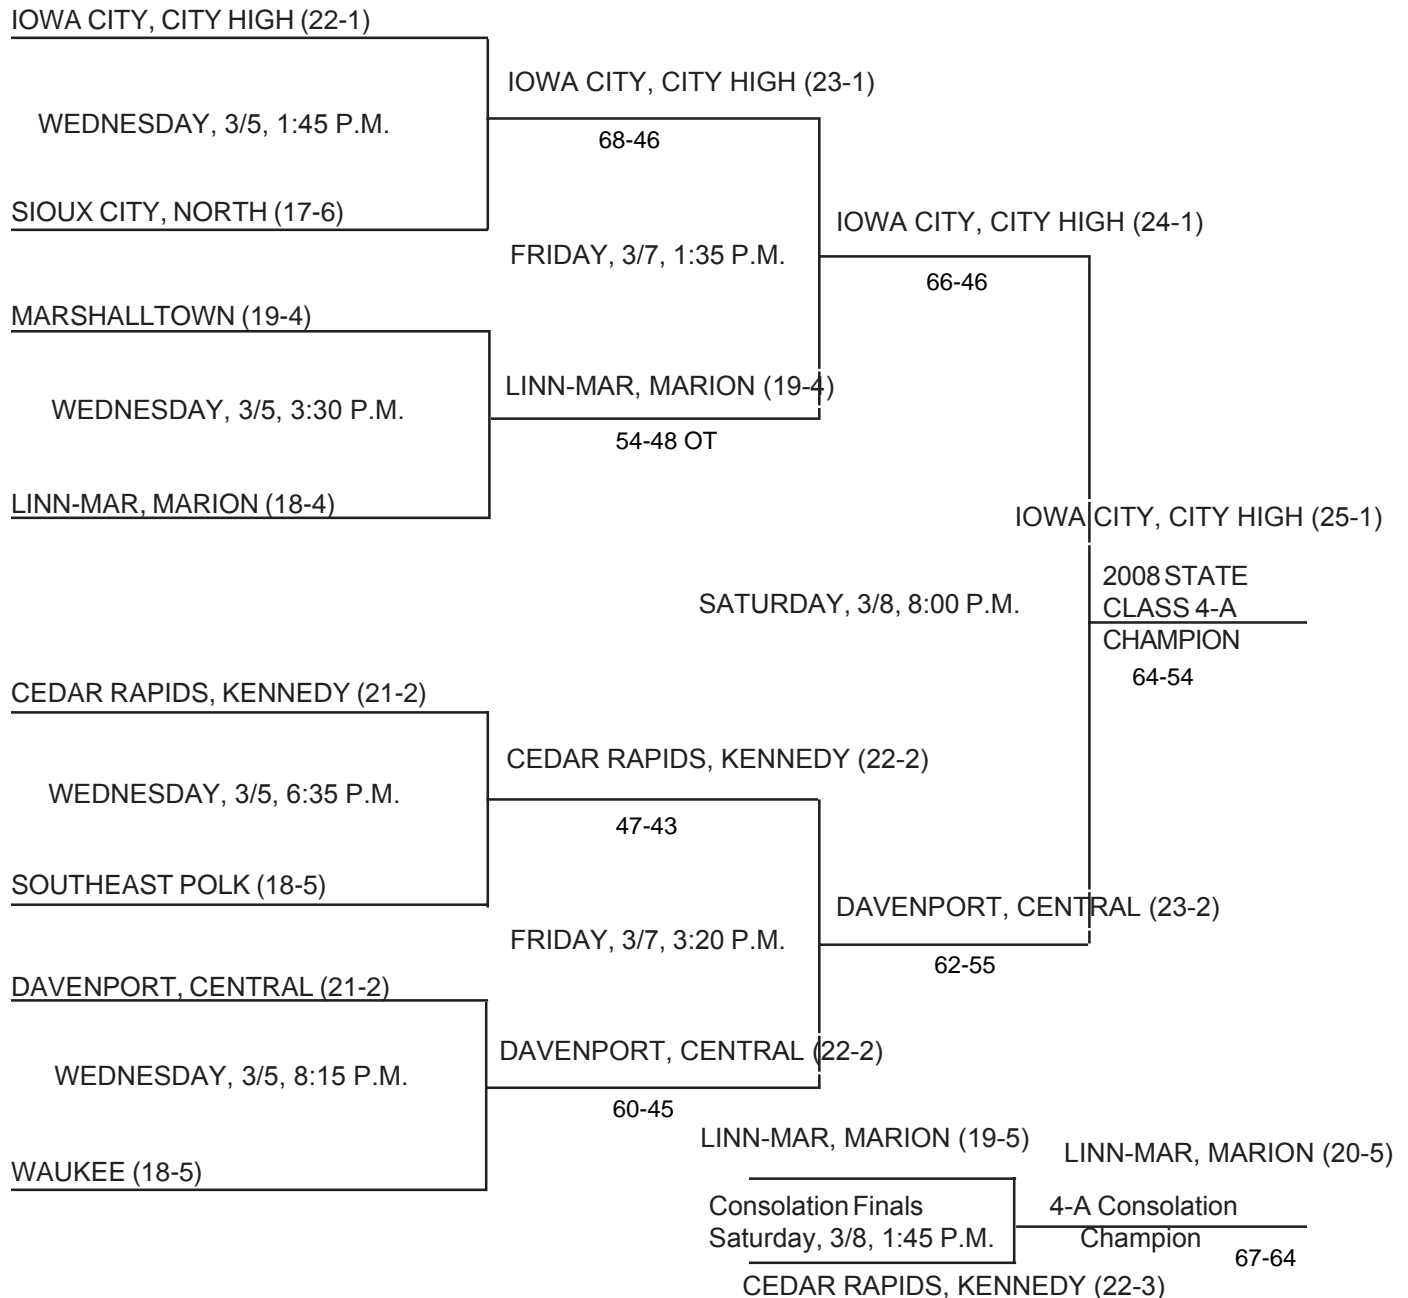 IOWA CITY, CITY HIGH (22-1)
IOWA CITY, CITY HIGH (23-1)
WEDNESDAY, 3/5, 1:45 P.M.
68-46
SIOUX CITY, NORTH (17-6)
IOWA CITY, CITY HIGH (24-1)
FRIDAY, 3/7, 1:35 P.M.
66-46
MARSHALLTOWN (19-4)
LINN-MAR, MARION (19-4)
WEDNESDAY, 3/5, 3:30 P.M.
54-48 OT
LINN-MAR, MARION (18-4)
IOWA CITY, CITY HIGH (25-1)
SATURDAY, 3/8, 8:00 P.M.
2008 STATE
CLASS 4-A
CHAMPION
64-54
CEDAR RAPIDS, KENNEDY (21-2)
CEDAR RAPIDS, KENNEDY (22-2)
WEDNESDAY, 3/5, 6:35 P.M.
47-43
SOUTHEAST POLK (18-5)
DAVENPORT, CENTRAL (23-2)
FRIDAY, 3/7, 3:20 P.M.
62-55
DAVENPORT, CENTRAL (21-2)
DAVENPORT, CENTRAL (22-2)
WEDNESDAY, 3/5, 8:15 P.M.
60-45
WAUKEE (18-5)
LINN-MAR, MARION (19-5)
LINN-MAR, MARION (20-5)
Consolation Finals
Saturday, 3/8, 1:45 P.M.
4-A Consolation
Champion
67-64
CEDAR RAPIDS, KENNEDY (22-3)